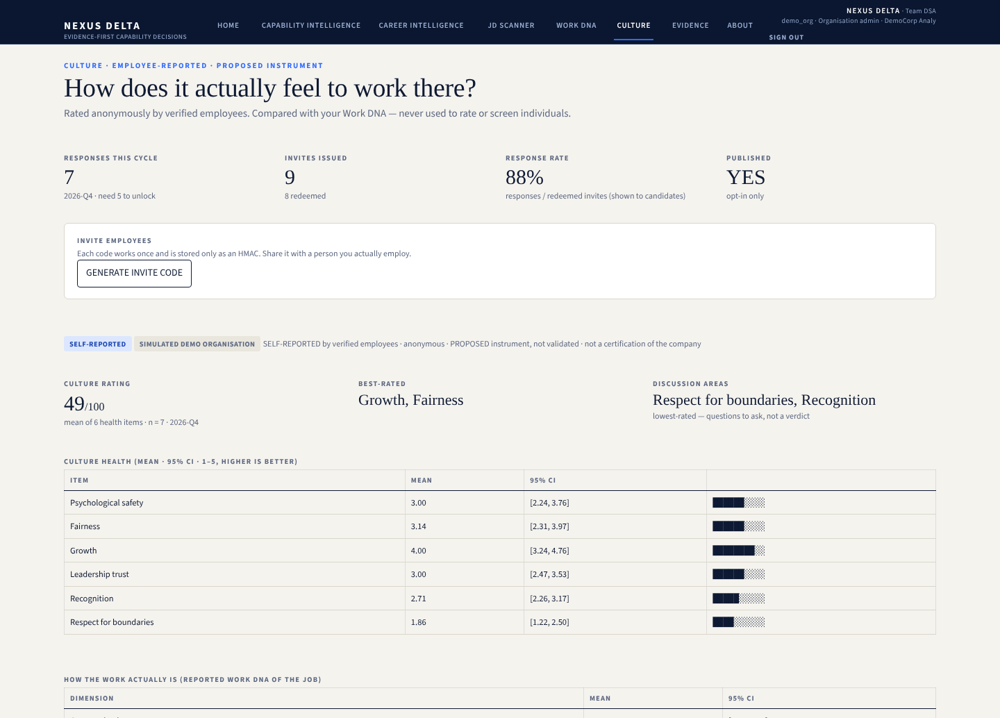 NEXUS DELTA
EVIDENCE-FIRST CAPABILITY DECISIONS
HOME
CAPABILITY INTELLIGENCE
CAREER INTELLIGENCE
JD SCANNER
WORK DNA
CULTURE
EVIDENCE
ABOUT
NEXUS DELTA · Team DSA
demo_org · Organisation admin · DemoCorp Analy
SIGN OUT
CULTURE · EMPLOYEE-REPORTED · PROPOSED INSTRUMENT
How does it actually feel to work there?
Rated anonymously by verified employees. Compared with your Work DNA — never used to rate or screen individuals.
RESPONSES THIS CYCLE
7
2026-Q4 · need 5 to unlock
INVITES ISSUED
9
8 redeemed
RESPONSE RATE
88%
responses / redeemed invites (shown to candidates)
PUBLISHED
YES
opt-in only
INVITE EMPLOYEES
Each code works once and is stored only as an HMAC. Share it with a person you actually employ.
GENERATE INVITE CODE
SELF-REPORTED SIMULATED DEMO ORGANISATION SELF-REPORTED by verified employees · anonymous · PROPOSED instrument, not validated · not a certification of the company
CULTURE RATING
49/100
mean of 6 health items · n = 7 · 2026-Q4
BEST-RATED
Growth, Fairness
DISCUSSION AREAS
Respect for boundaries, Recognition
lowest-rated — questions to ask, not a verdict
CULTURE HEALTH (MEAN · 95% CI · 1–5, HIGHER IS BETTER)
ITEM MEAN 95% CI
Psychological safety 3.00 [2.24, 3.76]
Fairness 3.14 [2.31, 3.97]
Growth 4.00 [3.24, 4.76]
Leadership trust 3.00 [2.47, 3.53]
Recognition 2.71 [2.26, 3.17]
Respect for boundaries 1.86 [1.22, 2.50]
HOW THE WORK ACTUALLY IS (REPORTED WORK DNA OF THE JOB)
DIMENSION MEAN 95% CI